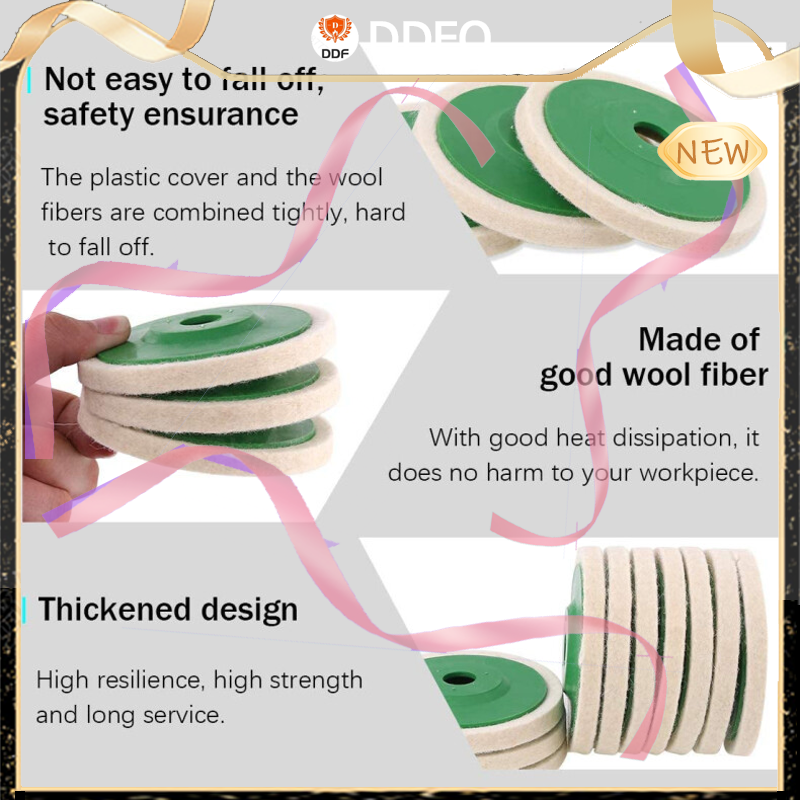 DDF
Not easy to fall off,
safety ensurance
NEW
The plastic cover and the wool
fibers are combined tightly, hard
to fall off.
Made of
good wool fiber
With good heat dissipation, it
does no harm to your workpiece.
Thickened design
High resilience, high strength
and long service.